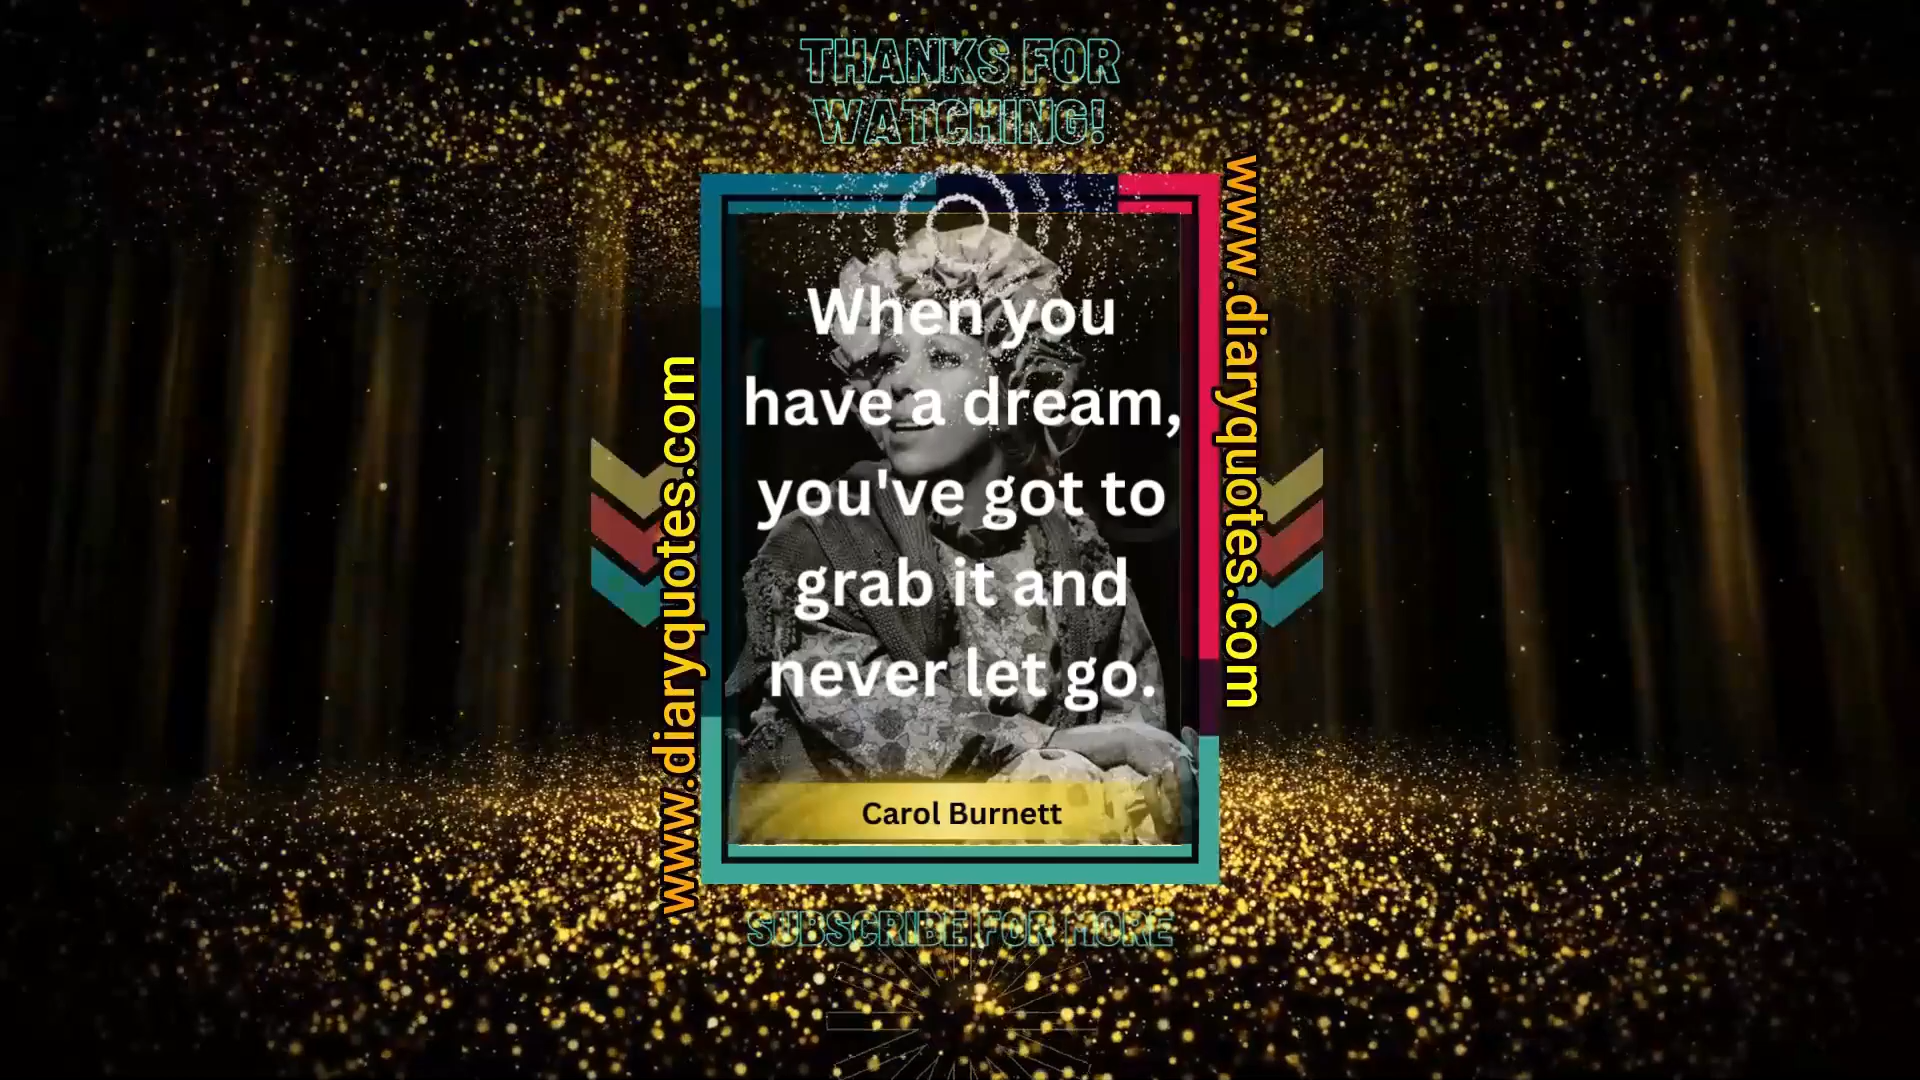 THANKS FOR
WATCHING!
www.diaryquotes.com
www.diaryquotes.com
When you
have a dream,
you've got to
grab it and
never let go.
Carol Burnett
SUBSCRIBE FOR MORE